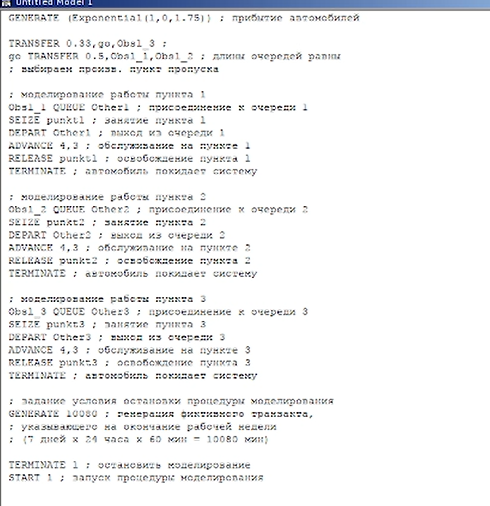 Untitled Model 1
GENERATE (Exponential(1,0,1.75)) ; прибытие автомобилей
TRANSFER 0.33,go,Obsl_3 ;
go TRANSFER 0.5,Obsl_1,Obsl_2 ; длины очередей равны
; выбираем произв. пункт пропуска
; моделирование работы пункта 1
Obsl_1 QUEUE Other1 ; присоединение к очереди 1
SEIZE punkt1 ; занятие пункта 1
DEPART Other1 ; выход из очереди 1
ADVANCE 4,3 ; обслуживание на пункте 1
RELEASE punkt1 ; освобождение пункта 1
TERMINATE ; автомобиль покидает систему
; моделирование работы пункта 2
Obsl_2 QUEUE Other2 ; присоединение к очереди 2
SEIZE punkt2 ; занятие пункта 2
DEPART Other2 ; выход из очереди 2
ADVANCE 4,3 ; обслуживание на пункте 2
RELEASE punkt2 ; освобождение пункта 2
TERMINATE ; автомобиль покидает систему
; моделирование работы пункта 3
Obsl_3 QUEUE Other3 ; присоединение к очереди 3
SEIZE punkt3 ; занятие пункта 3
DEPART Other3 ; выход из очереди 3
ADVANCE 4,3 ; обслуживание на пункте 3
RELEASE punkt3 ; освобождение пункта 3
TERMINATE ; автомобиль покидает систему
; задание условия остановки процедуры моделирования
GENERATE 10080 ; генерация фиктивного транзакта,
; указывающего на окончание рабочей недели
; (7 дней x 24 часа x 60 мин = 10080 мин)
TERMINATE 1 ; остановить моделирование
START 1 ; запуск процедуры моделирования